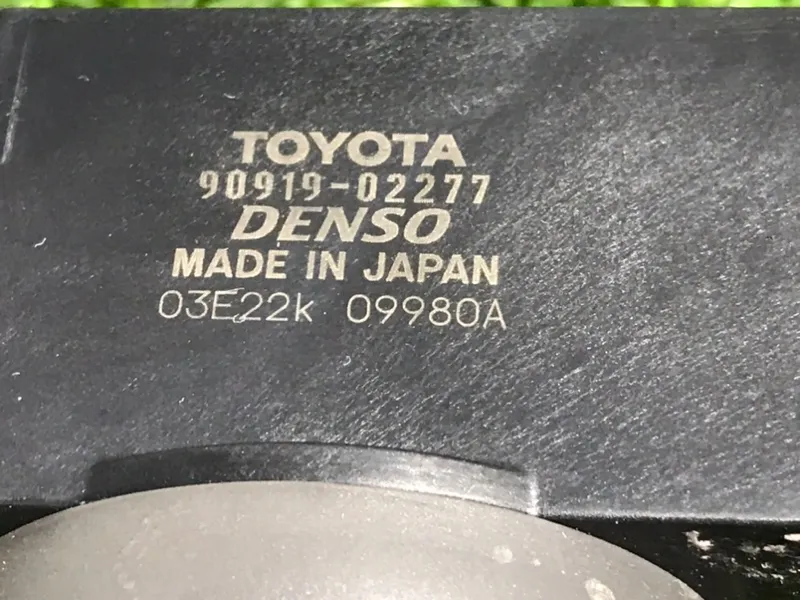 TOYOTA
90919-02277
DENSO
MADE IN JAPAN
03E22k 09980A